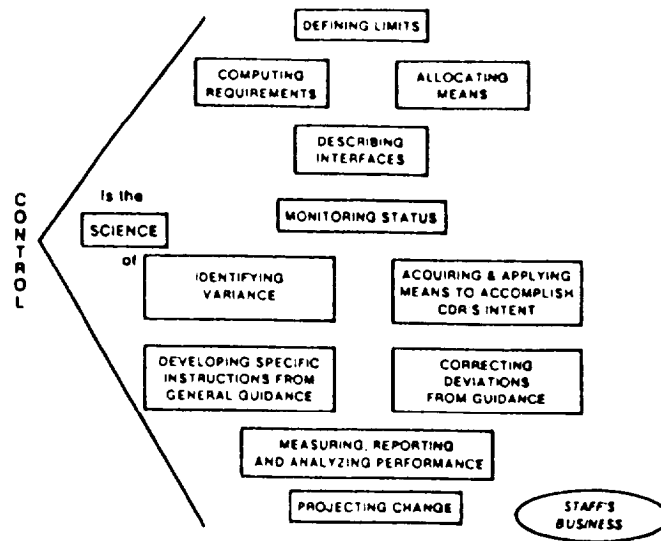 DEFINING LIMITS
COMPUTING
REQUIREMENTS
ALLOCATING
MEANS
DESCRIBING
INTERFACES
CONTROL
Is the
SCIENCE
of
MONITORING STATUS
IDENTIFYING
VARIANCE
ACQUIRING & APPLYING
MEANS TO ACCOMPLISH
CDR'S INTENT
DEVELOPING SPECIFIC
INSTRUCTIONS FROM
GENERAL GUIDANCE
CORRECTING
DEVIATIONS
FROM GUIDANCE
MEASURING, REPORTING
AND ANALYZING PERFORMANCE
PROJECTING CHANGE
STAFF'S
BUSINESS